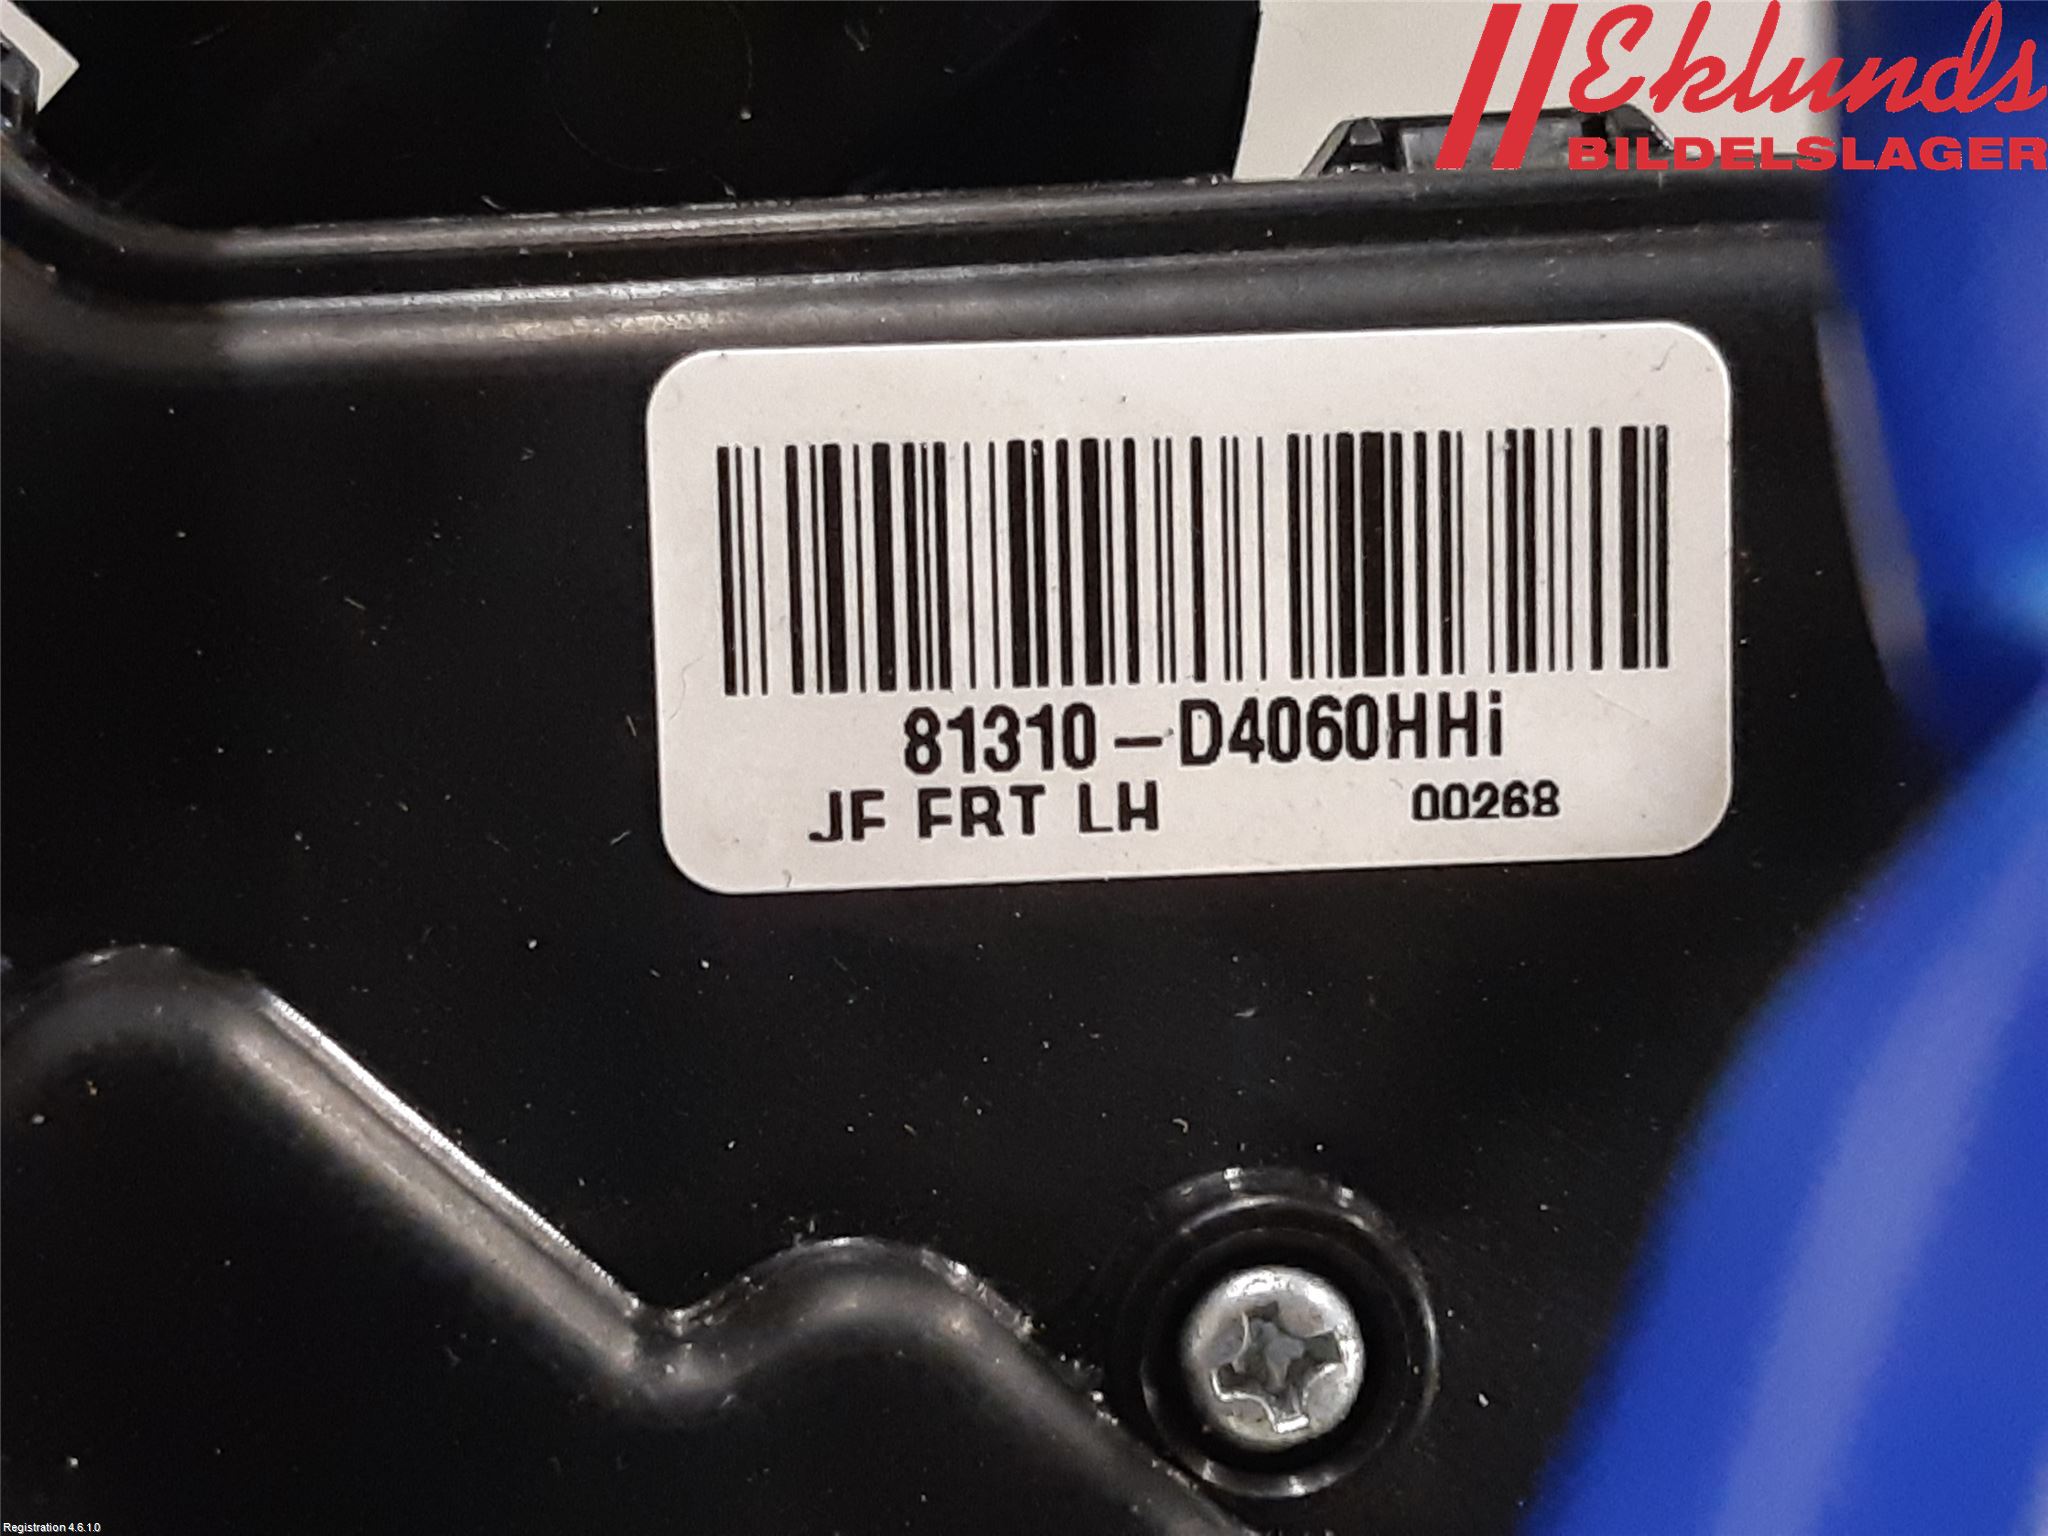 Eklunds
BILDELSLAGER
81310-D4060HHi
JF FRT LH 00268
Registration 4.6.1.0